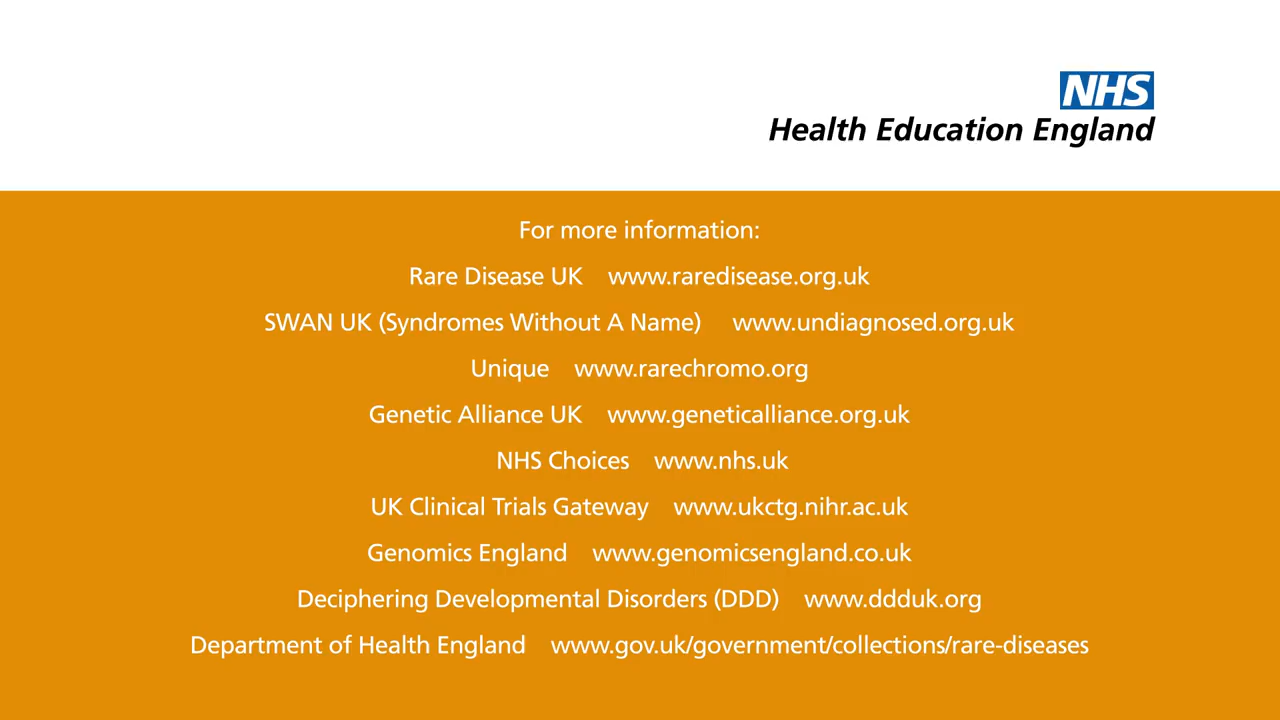 NHS
Health Education England
For more information:
Rare Disease UK www.raredisease.org.uk
SWAN UK (Syndromes Without A Name) www.undiagnosed.org.uk
Unique www.rarechromo.org
Genetic Alliance UK www.geneticalliance.org.uk
NHS Choices www.nhs.uk
UK Clinical Trials Gateway www.ukctg.nihr.ac.uk
Genomics England www.genomicsengland.co.uk
Deciphering Developmental Disorders (DDD) www.ddduk.org
Department of Health England www.gov.uk/government/collections/rare-diseases